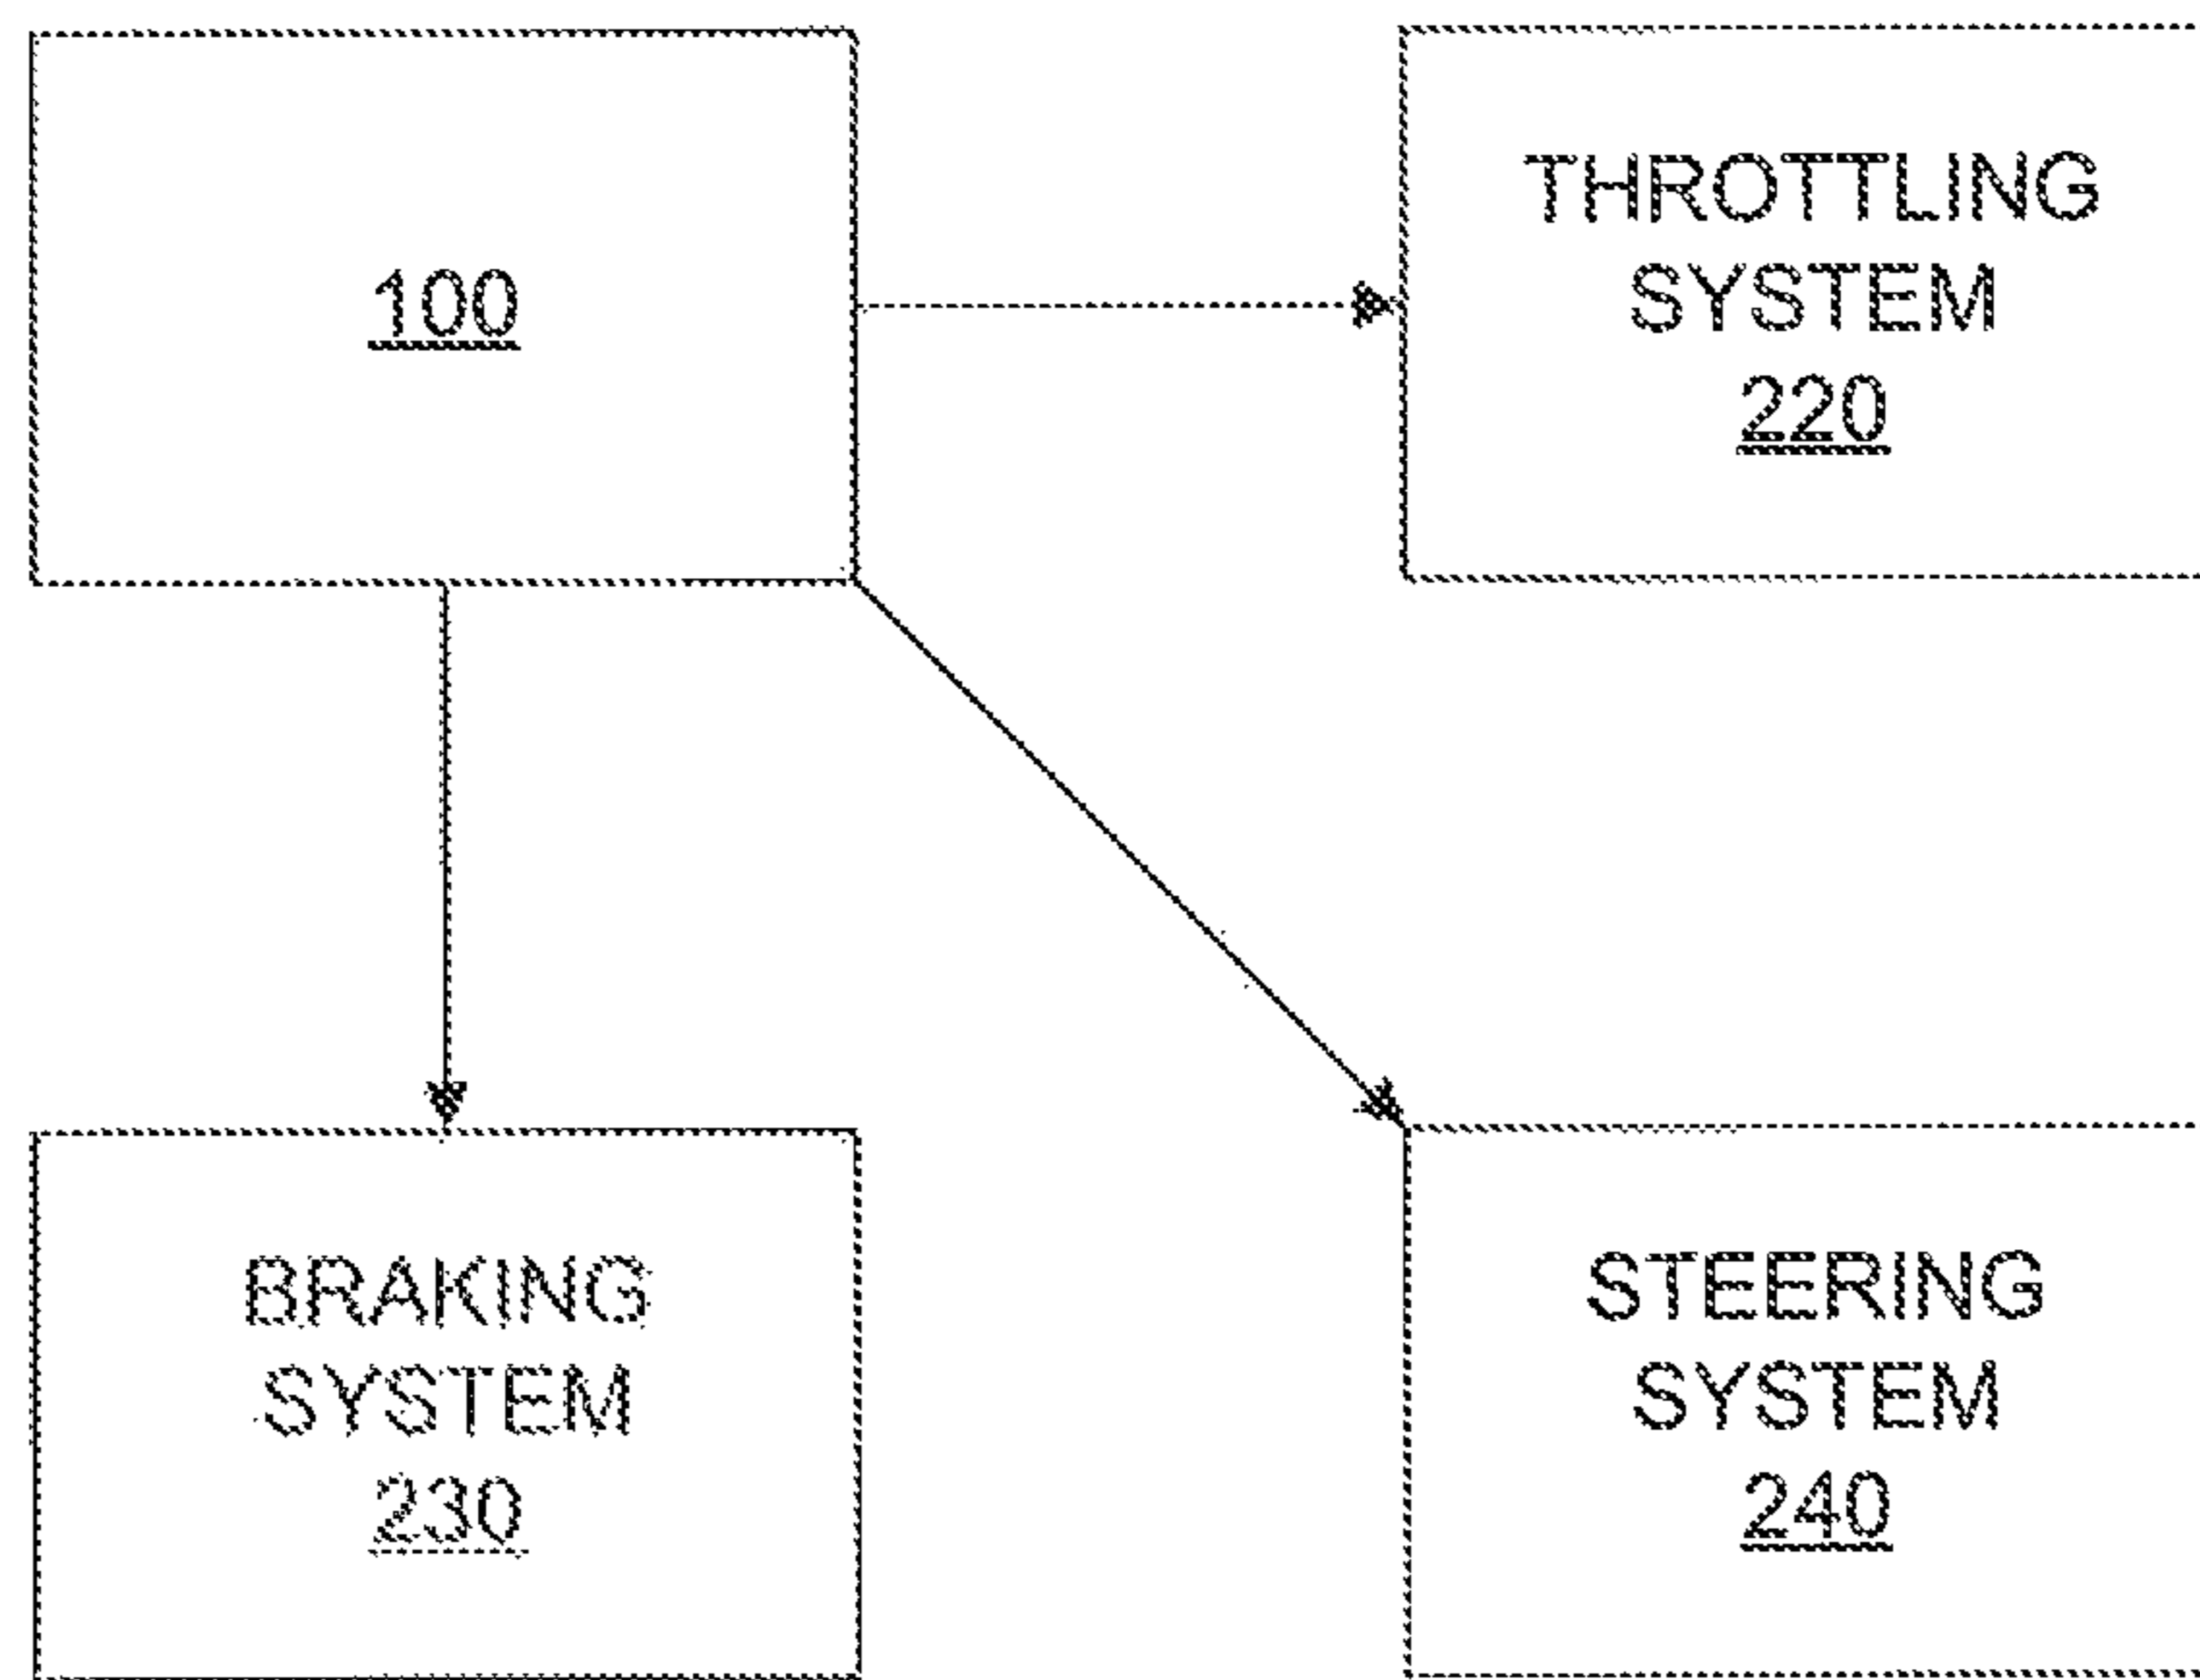 100
THROTTLING
SYSTEM
220
BRAKING
SYSTEM
230
STEERING
SYSTEM
240